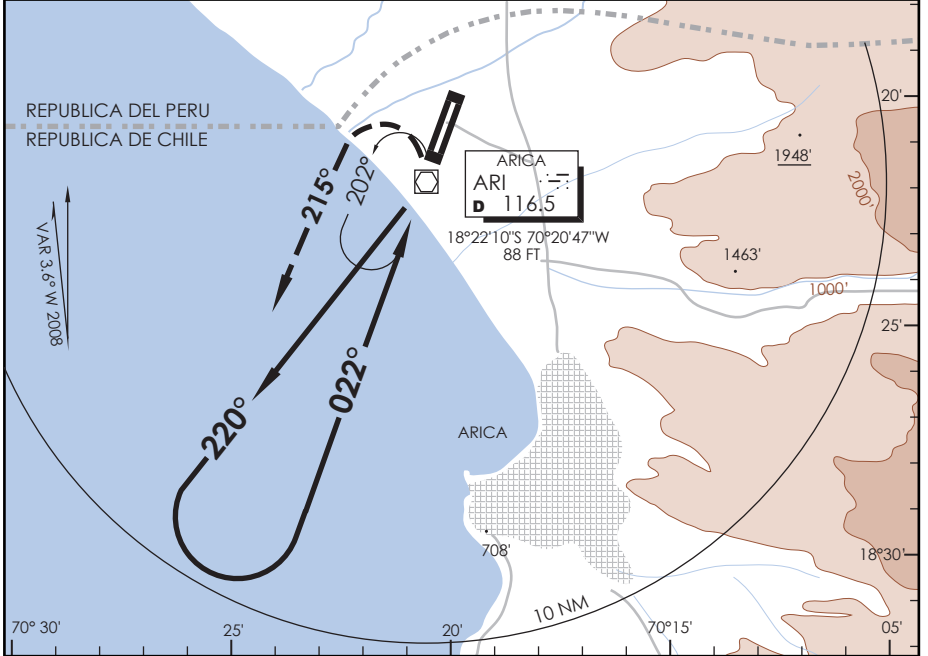 REPUBLICA DEL PERU
REPUBLICA DE CHILE
20'
1948'
2000'
ARICA
ARI
D 116.5
18°22'10"S 70°20'47"W
88 FT
202°
215°
VAR 3.6° W 2008
1463'
1000'
25'
022°
220°
ARICA
708'
18°30'
10 NM
70° 30'
25'
20'
70°15'
05'